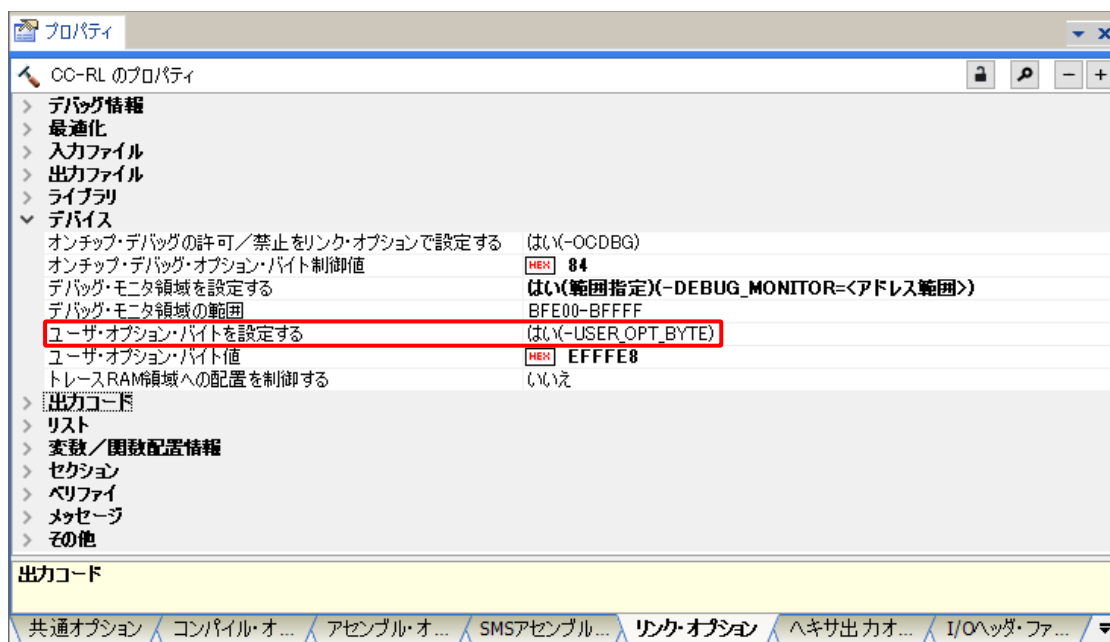 プロパティ
CC-RL のプロパティ
デバッグ情報
最適化
入力ファイル
出力ファイル
ライブラリ
デバイス
オンチップ・デバッグの許可／禁止をリンク・オプションで設定する はい(-OCDBG)
オンチップ・デバッグ・オプション・バイト制御値 HEX 84
デバッグ・モニタ領域を設定する はい(範囲指定)(-DEBUG_MONITOR=<アドレス範囲>)
デバッグ・モニタ領域の範囲 BFE00-BFFFF
ユーザ・オプション・バイトを設定する はい(-USER_OPT_BYTE)
ユーザ・オプション・バイト値 HEX EFFFE8
トレースRAM領域への配置を制御する いいえ
出力コード
リスト
変数／関数配置情報
セクション
ベリファイ
メッセージ
その他
出力コード
共通オプション コンパイル・オ... アセンブル・オ... SMSアセンブル... リンク・オプション ヘキサ出力オ... I/Oヘッダ・ファ...